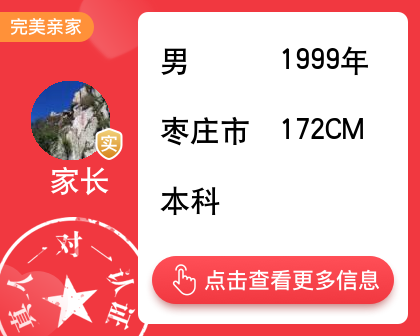 完美亲家
男 1999年
枣庄市 172CM
实
家长
本科
真人一对一认证
点击查看更多信息